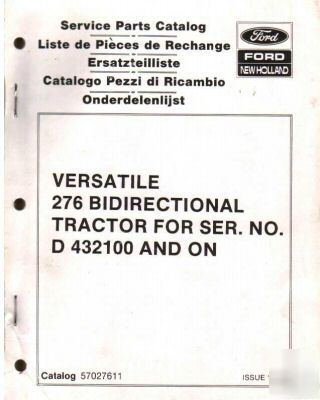 Service Parts Catalog
Liste de Pièces de Rechange
Ersatzteilliste
Catalogo Pezzi di Ricambio
Onderdelenlijst
Ford
FORD
NEW HOLLAND
VERSATILE
276 BIDIRECTIONAL
TRACTOR FOR SER. NO.
D 432100 AND ON
Catalog 57027611
ISSUE